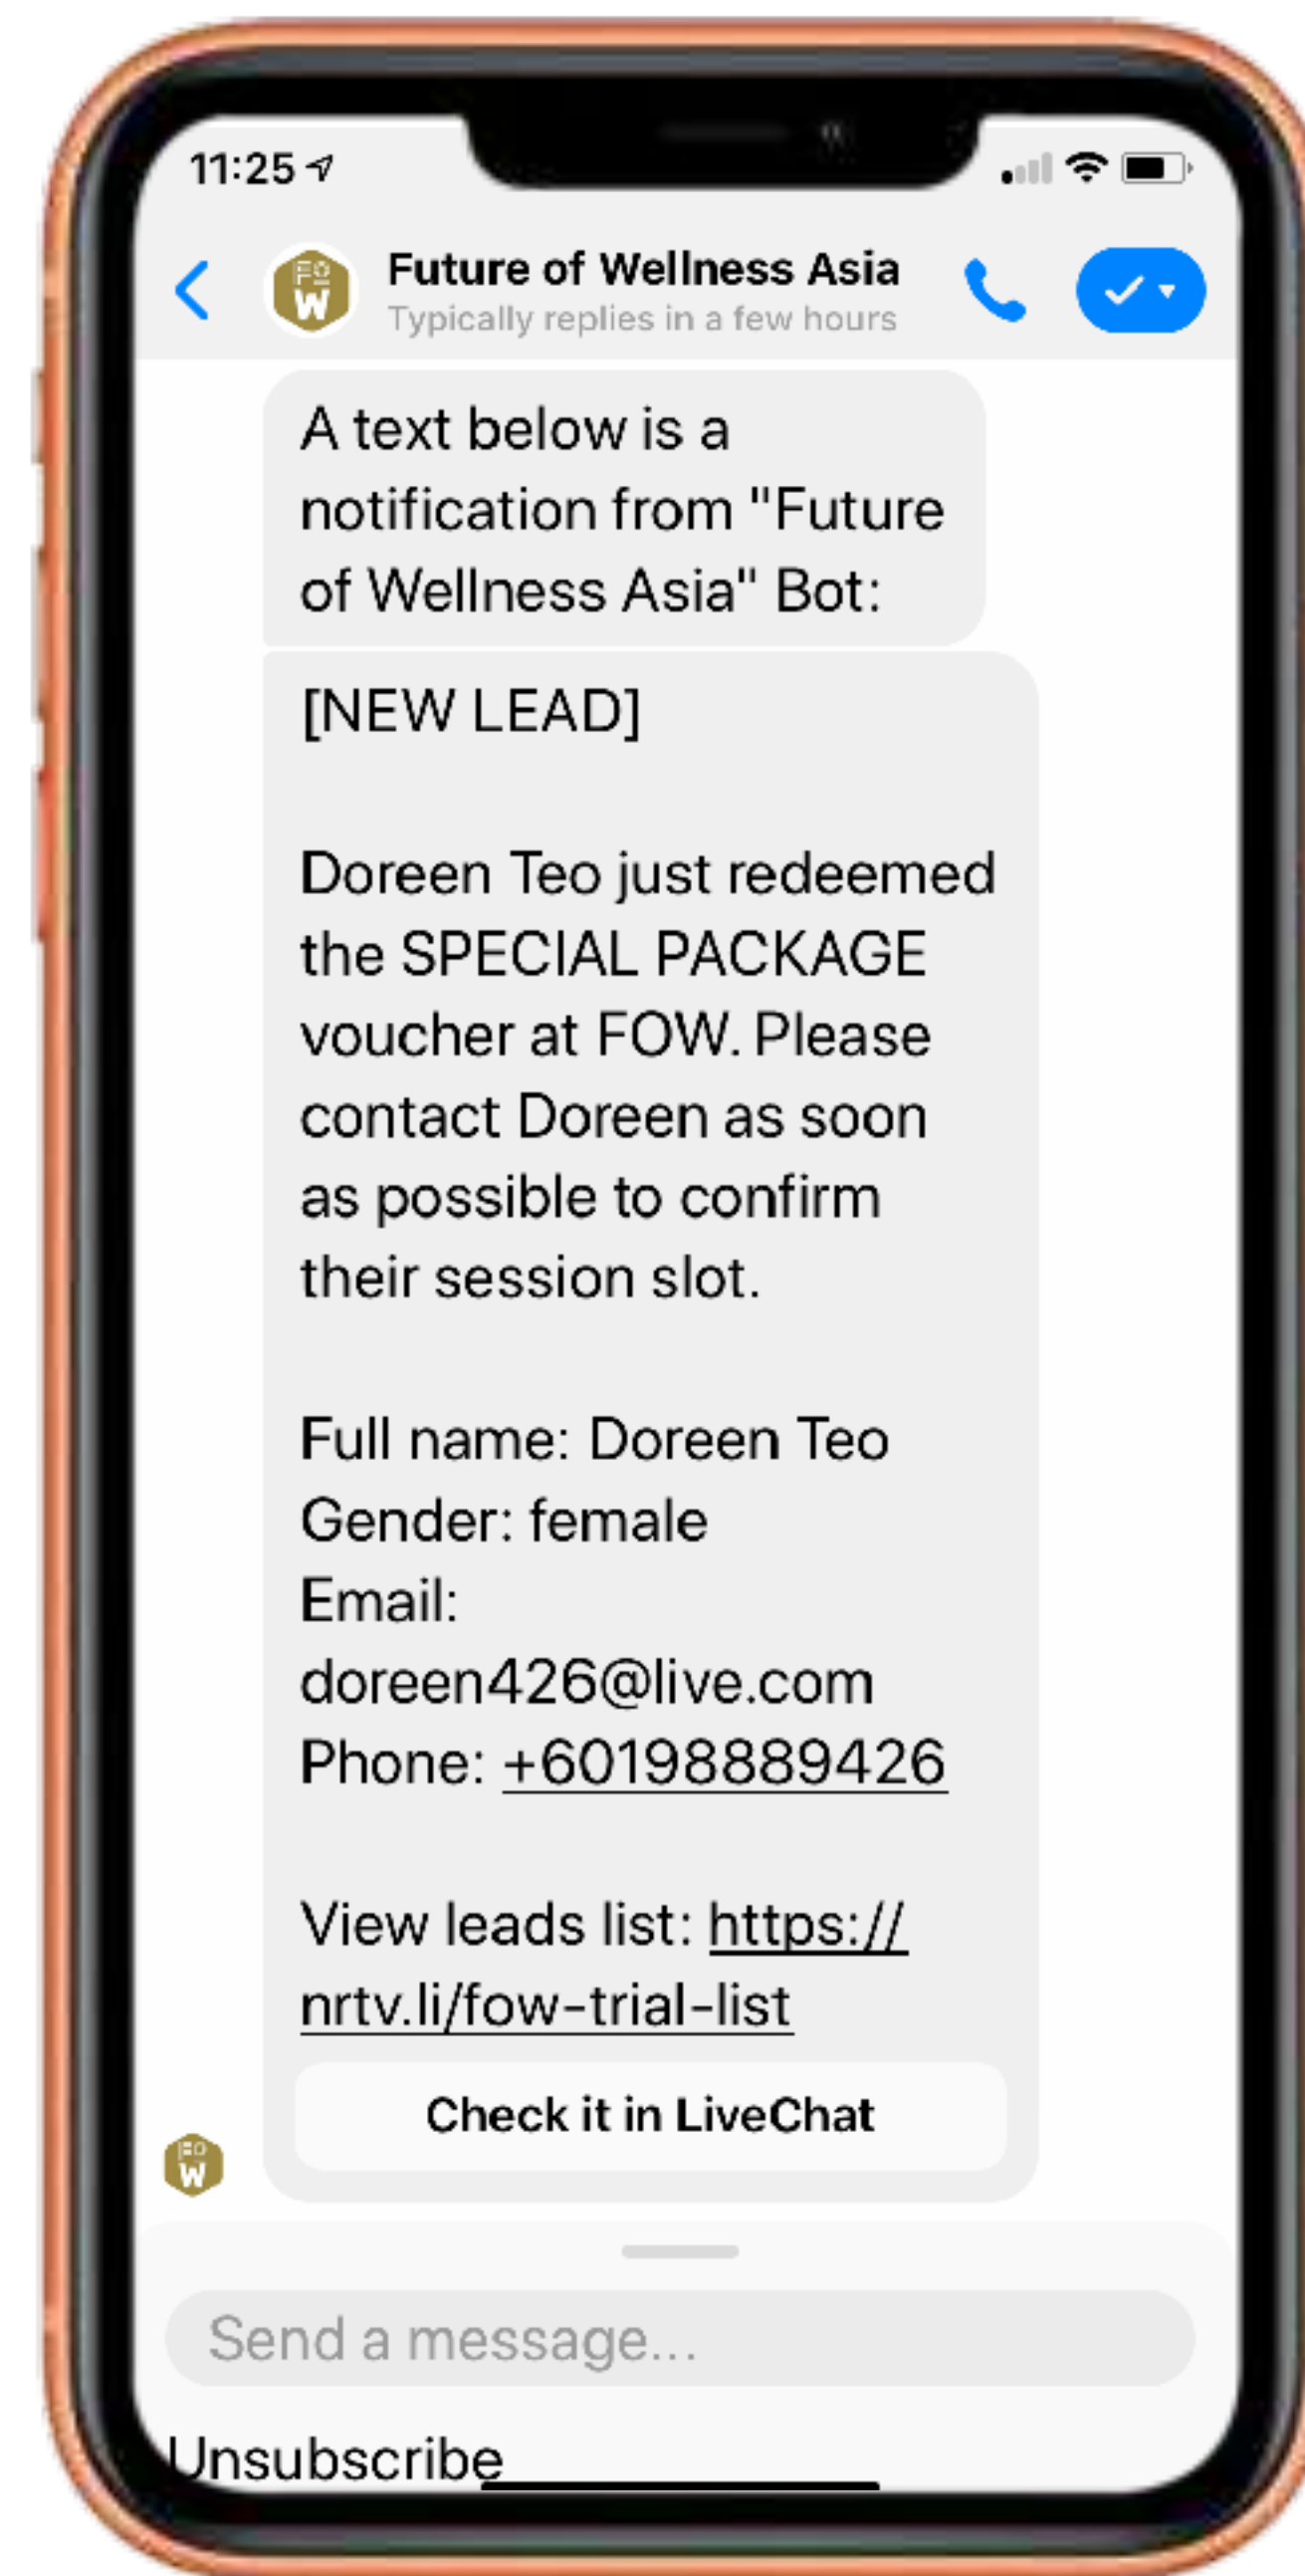 11:25
FO
W
Future of Wellness Asia
Typically replies in a few hours
A text below is a
notification from "Future
of Wellness Asia" Bot:
[NEW LEAD]
Doreen Teo just redeemed
the SPECIAL PACKAGE
voucher at FOW. Please
contact Doreen as soon
as possible to confirm
their session slot.
Full name: Doreen Teo
Gender: female
Email:
doreen426@live.com
Phone: +60198889426
View leads list: https://
nrtv.li/fow-trial-list
Check it in LiveChat
FO
W
Send a message...
Unsubscribe